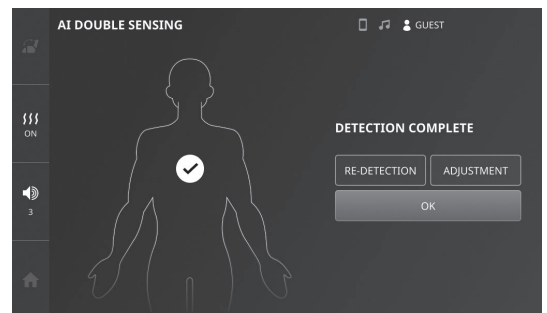 AI DOUBLE SENSING
GUEST
ON
3
DETECTION COMPLETE
RE-DETECTION
ADJUSTMENT
OK